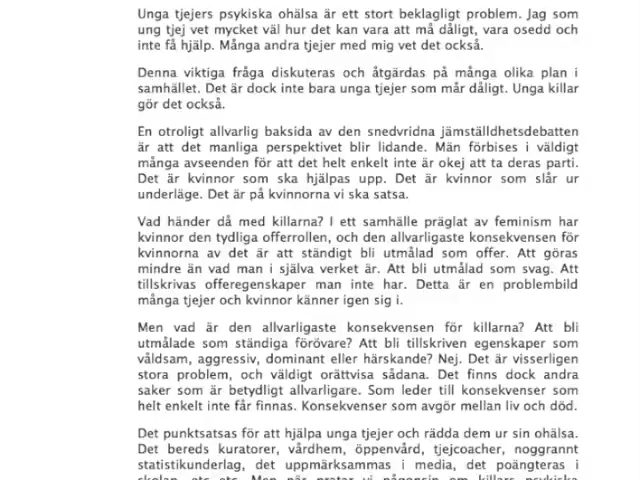 Unga tjejers psykiska ohälsa är ett stort beklagligt problem. Jag som
ung tjej vet mycket väl hur det kan vara att må dåligt, vara osedd och
inte få hjälp. Många andra tjejer med mig vet det också.
Denna viktiga fråga diskuteras och åtgärdas på många olika plan i
samhället. Det är dock inte bara unga tjejer som mår dåligt. Unga killar
gör det också.
En otroligt allvarlig baksida av den snedvridna jämställdhetsdebatten
är att det manliga perspektivet blir lidande. Män förbises i väldigt
många avseenden för att det helt enkelt inte är okej att ta deras parti.
Det är kvinnor som ska hjälpas upp. Det är kvinnor som slår ur
underläge. Det är på kvinnorna vi ska satsa.
Vad händer då med killarna? I ett samhälle präglat av feminism har
kvinnor den tydliga offerrollen, och den allvarligaste konsekvensen för
kvinnorna av det är att ständigt bli utmålad som offer. Att göras
mindre än vad man i själva verket är. Att bli utmålad som svag. Att
tillskrivas offeregenskaper man inte har. Detta är en problembild
många tjejer och kvinnor känner igen sig i.
Men vad är den allvarligaste konsekvensen för killarna? Att bli
utmålade som ständiga förövare? Att bli tillskriven egenskaper som
våldsam, aggressiv, dominant eller härskande? Nej. Det är visserligen
stora problem, och väldigt orättvisa sådana. Det finns dock andra
saker som är betydligt allvarligare. Som leder till konsekvenser som
helt enkelt inte får finnas. Konsekvenser som avgör mellan liv och död.
Det punktsatsas för att hjälpa unga tjejer och rädda dem ur sin ohälsa.
Det bereds kuratorer, vårdhem, öppenvård, tjejcoacher, noggrannt
statistikunderlag, det uppmärksammas i media, det poängteras i
skolan, etc etc. Men när pratar vi någonsin om killars psykiska